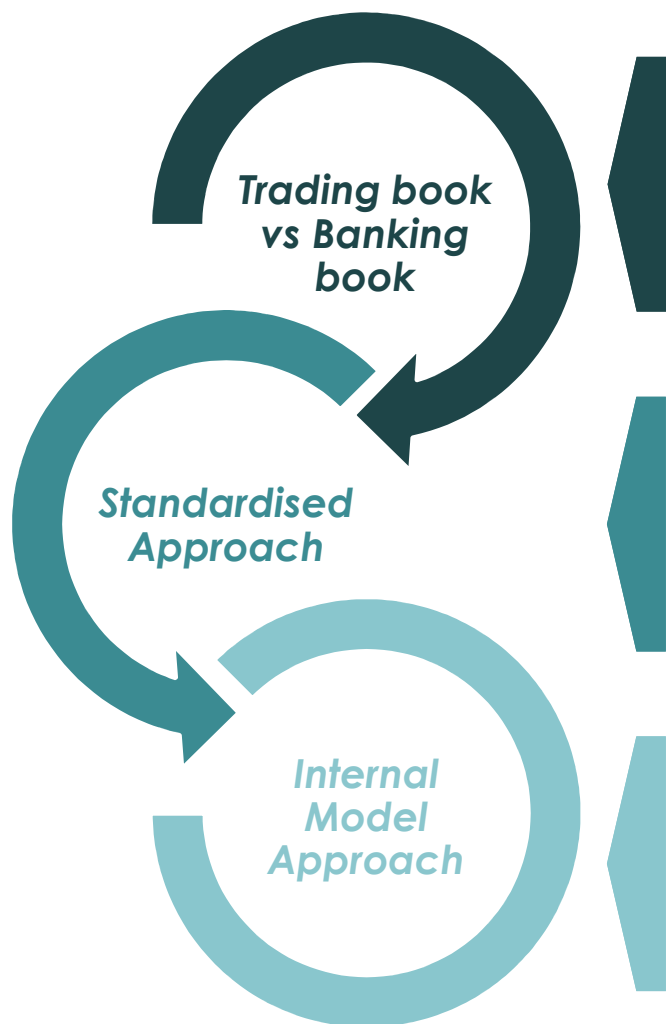 Trading book
vs Banking
book
Standardised
Approach
Internal
Model
Approach